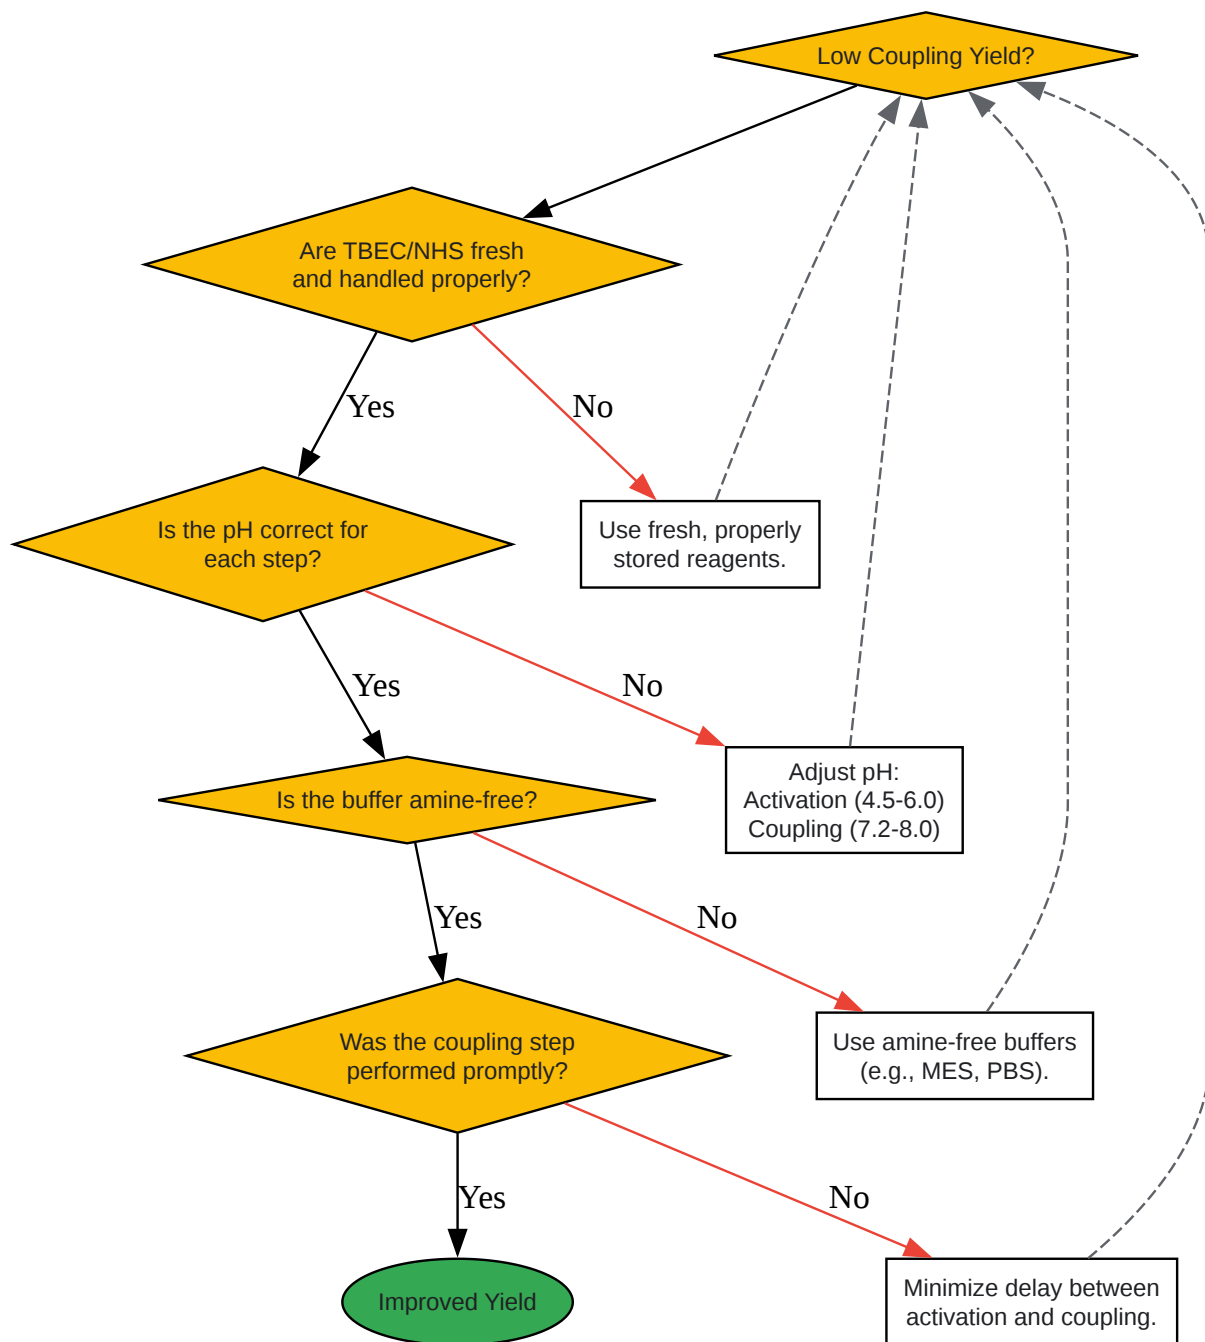 Low Coupling Yield?
Are TBEC/NHS fresh
and handled properly?
Yes
No
Is the pH correct for
each step?
Use fresh, properly
stored reagents.
Yes
No
Adjust pH:
Activation (4.5-6.0)
Coupling (7.2-8.0)
Is the buffer amine-free?
Yes
No
Was the coupling step
performed promptly?
Use amine-free buffers
(e.g., MES, PBS).
Yes
No
Improved Yield
Minimize delay between
activation and coupling.